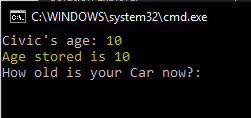 C:\WINDOWS\system32\cmd.exe
Civic's age: 10
Age stored is 10
How old is your Car now?: